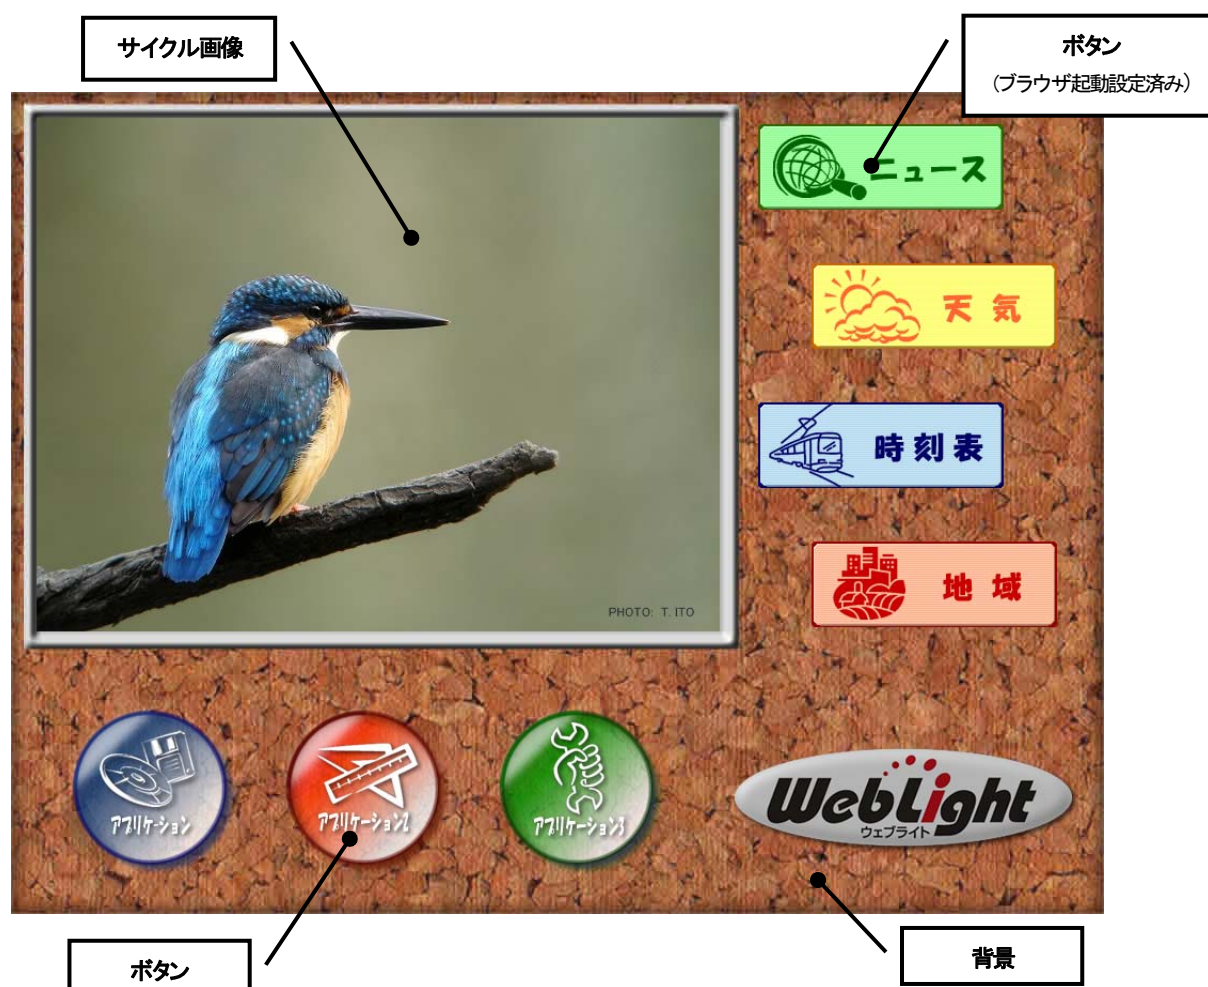 サイクル画像
ボタン
（ブラウザ起動設定済み）
ニュース
天気
時刻表
地域
PHOTO: T. ITO
アプリケーション
アプリケーション2
アプリケーション3
WebLight
ウェブライト
ボタン
背景